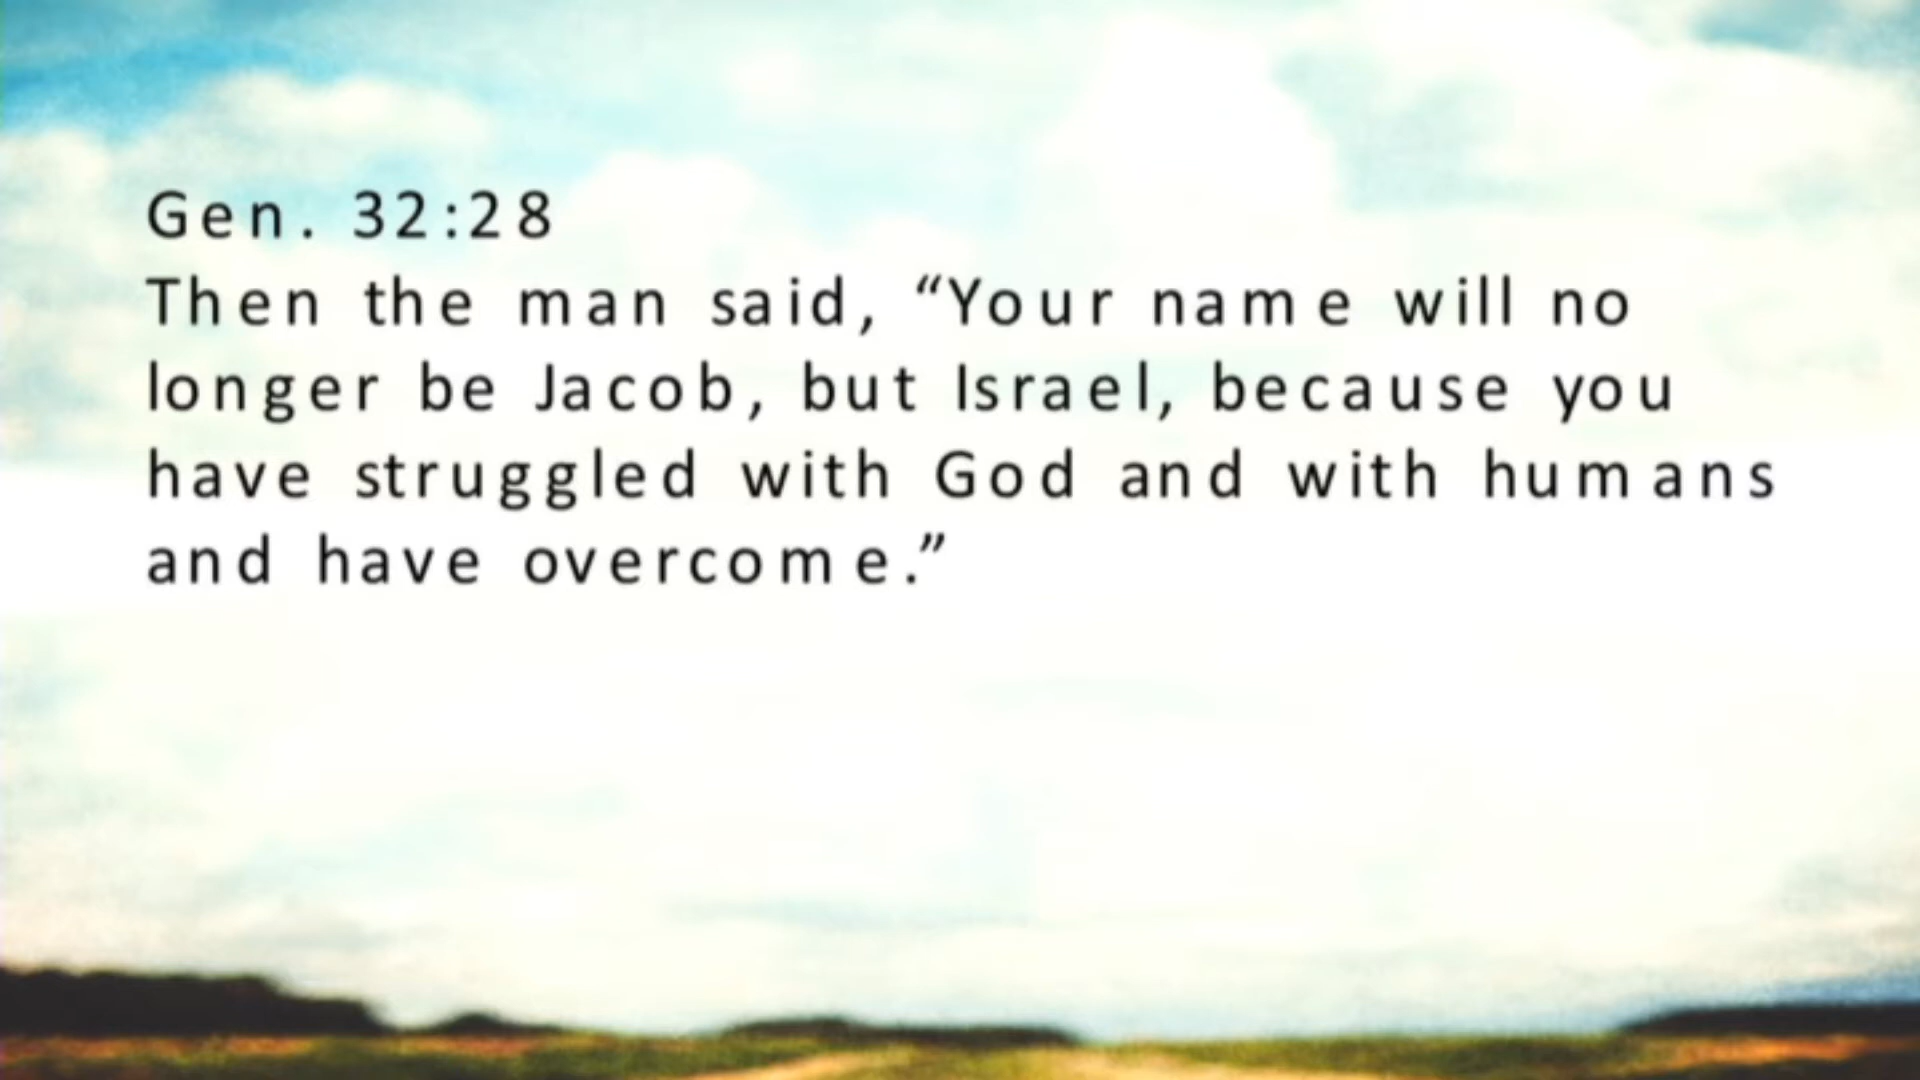 Gen. 32:28
Then the man said, “Your name will no
longer be Jacob, but Israel, because you
have struggled with God and with humans
and have overcome.”